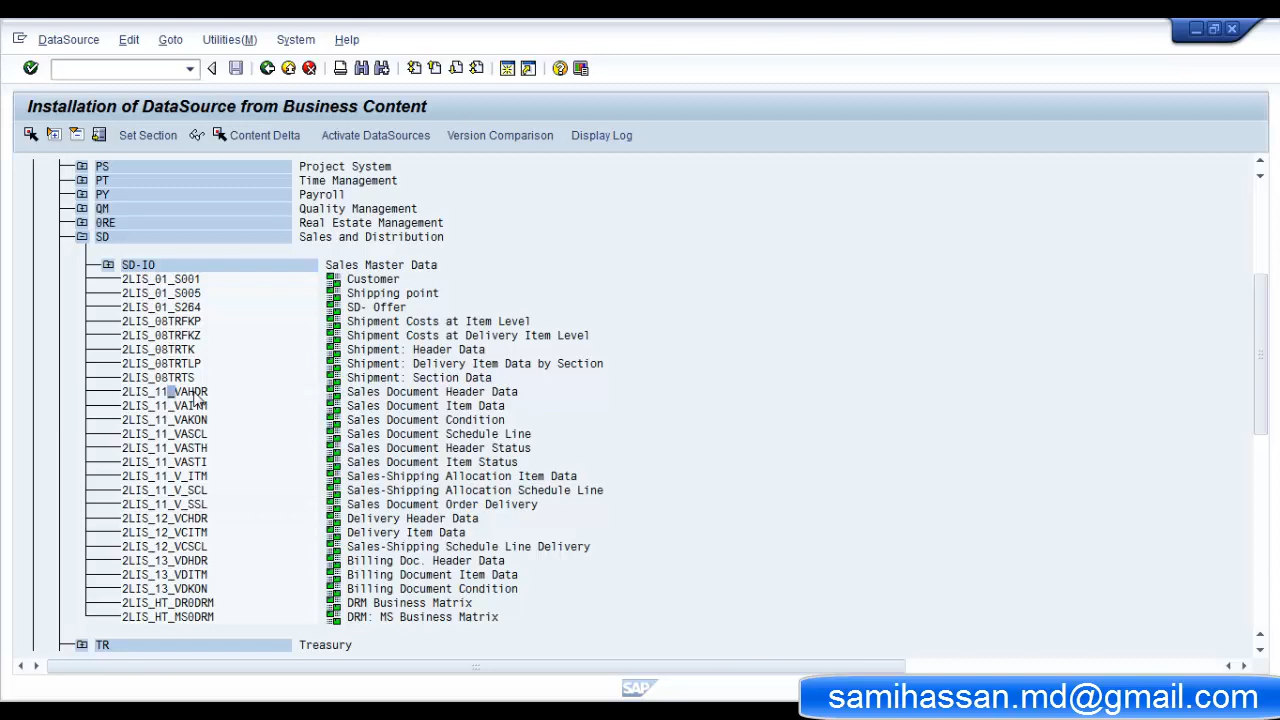 DataSource Edit Goto Utilities(M) System Help
Installation of DataSource from Business Content
Set Section Content Delta Activate DataSources Version Comparison Display Log
PS Project System
PT Time Management
PY Payroll
QM Quality Management
0RE Real Estate Management
SD Sales and Distribution
SD-IO Sales Master Data
2LIS_01_S001 Customer
2LIS_01_S005 Shipping point
2LIS_01_S264 SD- Offer
2LIS_08TRFKP Shipment Costs at Item Level
2LIS_08TRFKZ Shipment Costs at Delivery Item Level
2LIS_08TRTK Shipment: Header Data
2LIS_08TRTLP Shipment: Delivery Item Data by Section
2LIS_08TRTS Shipment: Section Data
2LIS_11_VAHDR Sales Document Header Data
2LIS_11_VAITM Sales Document Item Data
2LIS_11_VAKON Sales Document Condition
2LIS_11_VASCL Sales Document Schedule Line
2LIS_11_VASTH Sales Document Header Status
2LIS_11_VASTI Sales Document Item Status
2LIS_11_V_ITM Sales-Shipping Allocation Item Data
2LIS_11_V_SCL Sales-Shipping Allocation Schedule Line
2LIS_11_V_SSL Sales Document Order Delivery
2LIS_12_VCHDR Delivery Header Data
2LIS_12_VCITM Delivery Item Data
2LIS_12_VCSCL Sales-Shipping Schedule Line Delivery
2LIS_13_VDHDR Billing Doc. Header Data
2LIS_13_VDITM Billing Document Item Data
2LIS_13_VDKON Billing Document Condition
2LIS_HT_DR0DRM DRM Business Matrix
2LIS_HT_MS0DRM DRM: MS Business Matrix
TR Treasury
SAP
samihassan.md@gmail.com